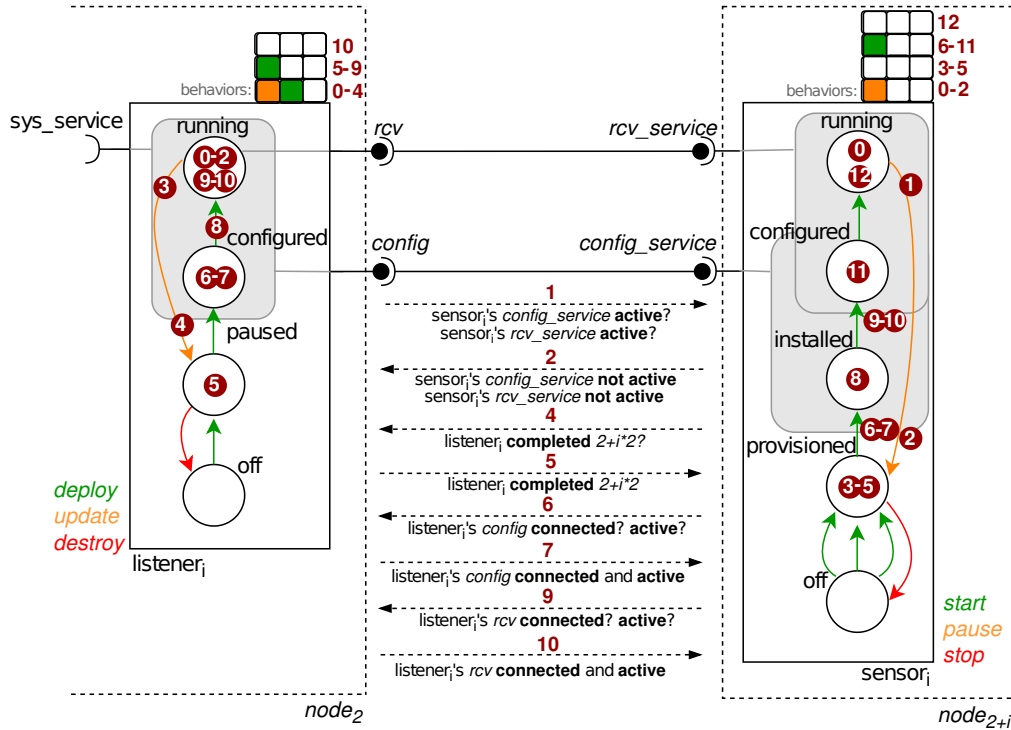 10
5-9
behaviors: 0-4
sys_service
running
0-2
9-10
3
8
configured
6-7
4
paused
5
off
deploy
update
destroy
listener_i
node_2
rcv
rcv_service
config
config_service
1
sensor_i's config_service active?
sensor_i's rcv_service active?
2
sensor_i's config_service not active
sensor_i's rcv_service not active
4
listener_i completed 2+i*2?
5
listener_i completed 2+i*2
6
listener_i's config connected? active?
7
listener_i's config connected and active
9
listener_i's rcv connected? active?
10
listener_i's rcv connected and active
12
6-11
3-5
behaviors: 0-2
running
0
12
1
configured
11
9-10
installed
8
6-7
2
provisioned
3-5
off
start
pause
stop
sensor_i
node_2+i